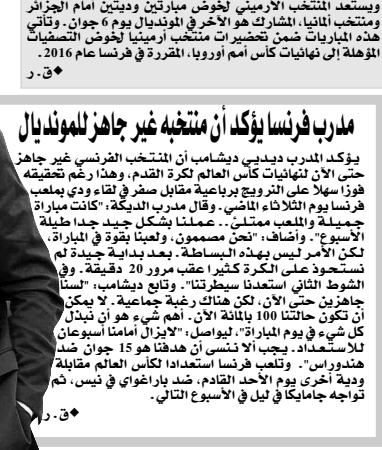 ويستعد المنتخب الأرميني لخوض مبارتين وديتين أمام الجزائر
ومنتخب ألمانيا، المشارك هو الآخر في المونديال يوم 6 جوان. وتأتي
هذه المباريات ضمن تحضيرات منتخب أرمينيا لخوض التصفيات
المؤهلة إلى نهائيات كأس أمم أوروبا، المقررة في فرنسا عام 2016.
◆ق.ر
مدرب فرنسا يؤكد أن منتخبه غير جاهز للمونديال
يؤكد المدرب ديديي ديشامب أن المنتخب الفرنسي غير جاهز
حتى الآن لنهائيات كأس العالم لكرة القدم، وهذا رغم تحقيقه
فوزا سهلا على النرويج برباعية مقابل صفر في لقاء ودي بملعب
فرنسا يوم الثلاثاء الماضي. وقال مدرب الديكة: "كانت مباراة
جميلة والملعب ممتلئ.. عملنا بشكل جيد جدا طيلة
الأسبوع". وأضاف: "نحن مصممون، ولعبنا بقوة في المباراة،
لكن الأمر ليس بهذه البساطة. بعد بداية جيدة لم
نستحوذ على الكرة كثيرا عقب مرور 20 دقيقة. وفي
الشوط الثاني استعدنا سيطرتنا". وتابع ديشامب: "لسنا
جاهزين حتى الآن، لكن هناك رغبة جماعية. لا يمكن
أن تكون حالتنا 100 بالمائة الآن. أهم شيء هو أن نبذل
كل شيء في يوم المباراة"، ليواصل: "لايزال أمامنا أسبوعان
للاستعداد. يجب ألا ننسى أن هدفنا هو 15 جوان ضد
هندوراس". وتلعب فرنسا استعدادا لكأس العالم مقابلة
ودية أخرى يوم الأحد القادم، ضد باراغواي في نيس، ثم
تواجه جامايكا في ليل في الأسبوع التالي.
◆ق.ر